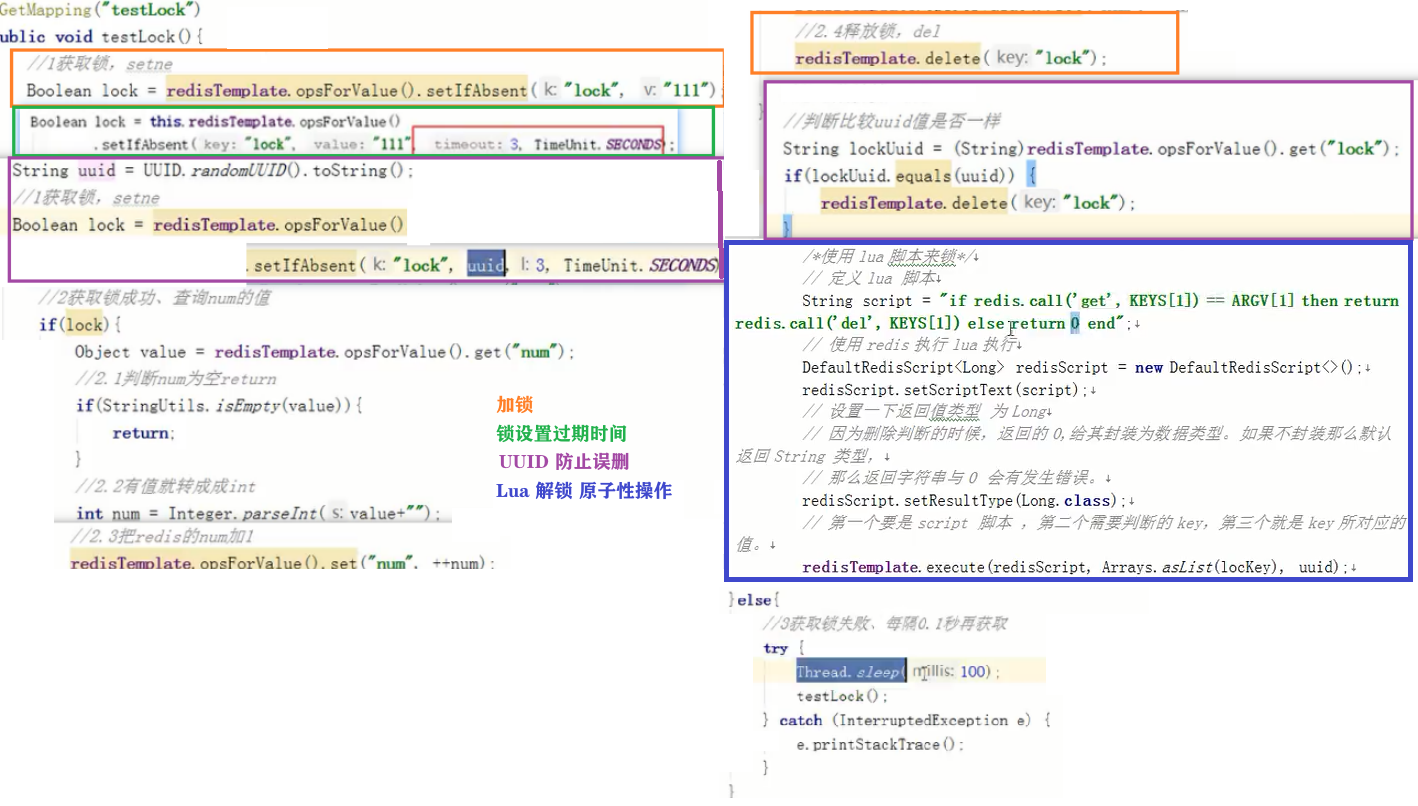 GetMapping("testLock")
ublic void testLock(){
//1获取锁，setne
Boolean lock = redisTemplate.opsForValue().setIfAbsent( k: "lock", v: "111")
Boolean lock = this.redisTemplate.opsForValue()
.setIfAbsent( key: "lock", value: "111", timeout: 3, TimeUnit.SECONDS);
String uuid = UUID.randomUUID().toString();
//1获取锁，setne
Boolean lock = redisTemplate.opsForValue()
.setIfAbsent( k: "lock", uuid, l: 3, TimeUnit.SECONDS)
//2获取锁成功、查询num的值
if(lock){
Object value = redisTemplate.opsForValue().get("num");
//2.1判断num为空return
if(StringUtils.isEmpty(value)){
return;
}
//2.2有值就转成成int
int num = Integer.parseInt( s: value+"");
//2.3把redis的num加1
redisTemplate.opsForValue().set("num", ++num);
加锁
锁设置过期时间
UUID 防止误删
Lua 解锁 原子性操作
//2.4释放锁，del
redisTemplate.delete( key: "lock");
}
//判断比较uuid值是否一样
String lockUuid = (String)redisTemplate.opsForValue().get("lock");
if(lockUuid.equals(uuid)) {
redisTemplate.delete( key: "lock");
}
/*使用 lua 脚本来锁*/↓
// 定义 lua 脚本↓
String script = "if redis.call('get', KEYS[1]) == ARGV[1] then return
redis.call('del', KEYS[1]) else return 0 end";↓
// 使用 redis 执行 lua 执行↓
DefaultRedisScript<Long> redisScript = new DefaultRedisScript<>();↓
redisScript.setScriptText(script);↓
// 设置一下返回值类型 为 Long↓
// 因为删除判断的时候，返回的 0,给其封装为数据类型。如果不封装那么默认
返回 String 类型，↓
// 那么返回字符串与 0 会有发生错误。↓
redisScript.setResultType(Long.class);↓
// 第一个要是 script 脚本 ，第二个需要判断的 key，第三个就是 key 所对应的
值。↓
redisTemplate.execute(redisScript, Arrays.asList(locKey), uuid);↓
}else{
//3获取锁失败、每隔0.1秒再获取
try {
Thread.sleep( millis: 100);
testLock();
} catch (InterruptedException e) {
e.printStackTrace();
}
}